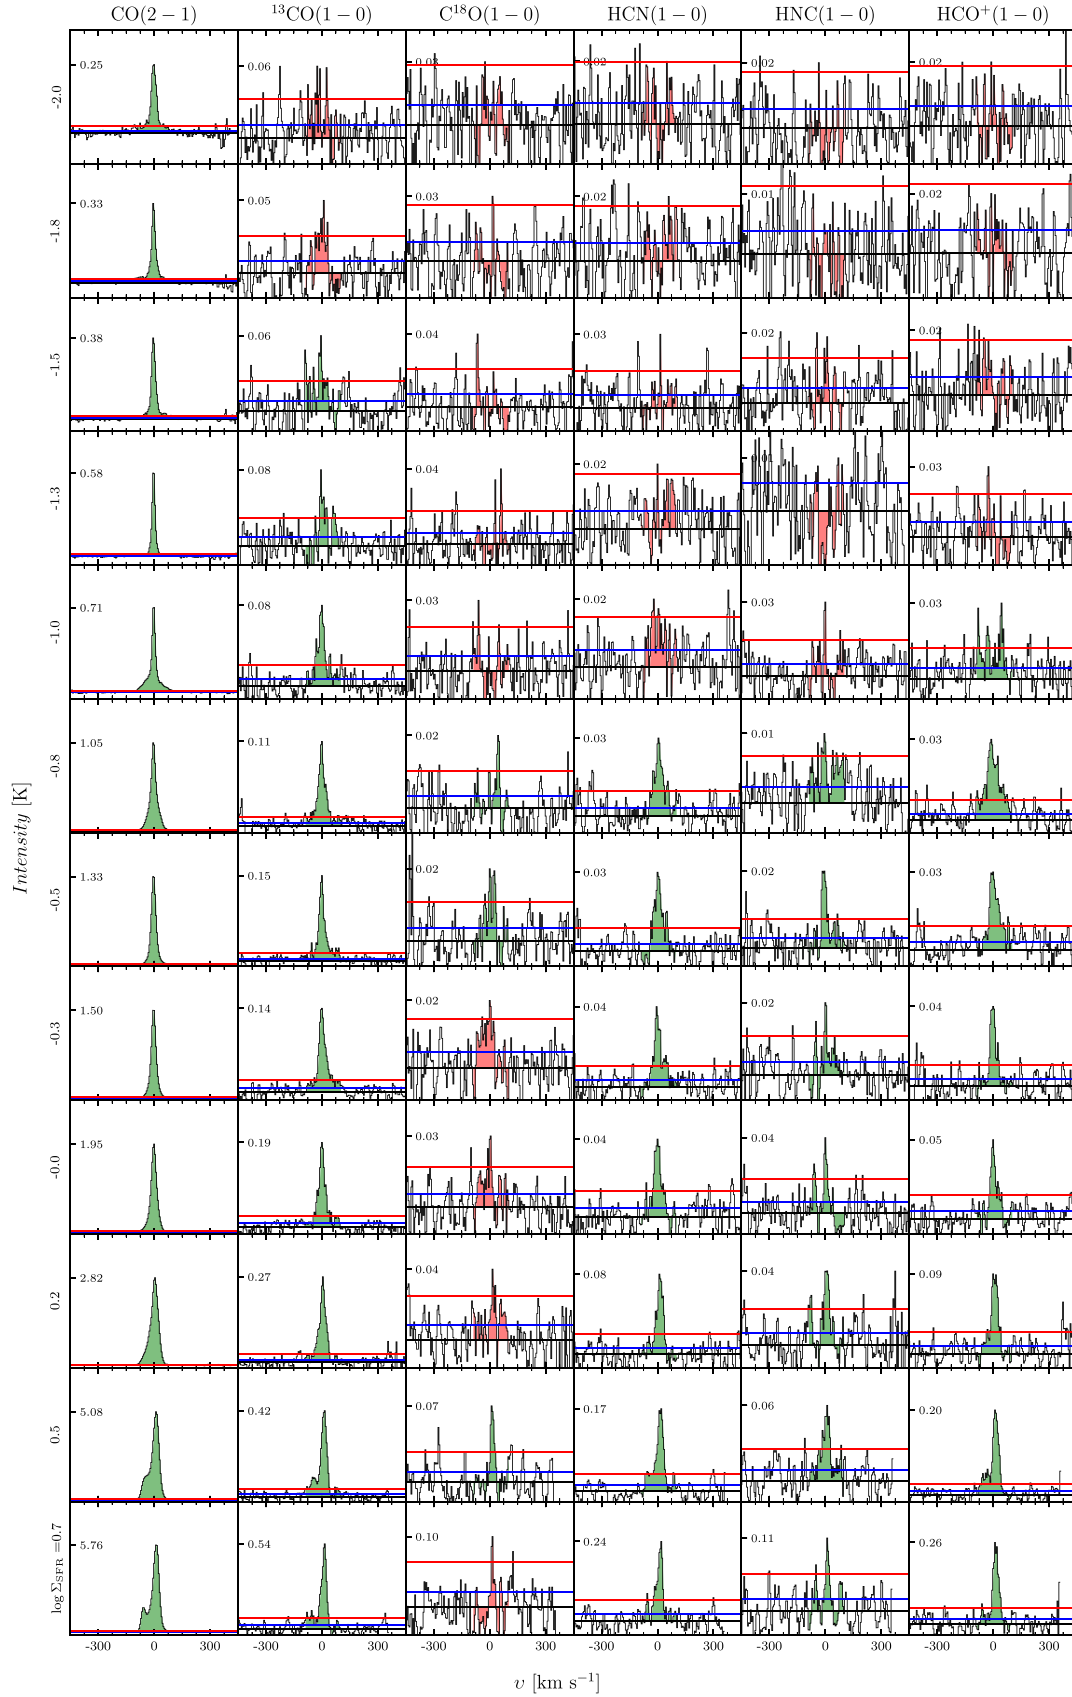 CO(2−1) ¹³CO(1−0) C¹⁸O(1−0) HCN(1−0) HNC(1−0) HCO⁺(1−0)
-2.0 0.25 0.06 0.03 0.02 0.02 0.02
-1.8 0.33 0.05 0.03 0.02 0.01 0.02
-1.5 0.38 0.06 0.04 0.03 0.02 0.02
-1.3 0.58 0.08 0.04 0.02 0.03
-1.0 0.71 0.08 0.03 0.02 0.03 0.03
-0.8 1.05 0.11 0.02 0.03 0.01 0.03
-0.5 1.33 0.15 0.02 0.03 0.02 0.03
-0.3 1.50 0.14 0.02 0.04 0.02 0.04
-0.0 1.95 0.19 0.03 0.04 0.04 0.05
0.2 2.82 0.27 0.04 0.08 0.04 0.09
0.5 5.08 0.42 0.07 0.17 0.06 0.20
log Σ_SFR =0.7 5.76 0.54 0.10 0.24 0.11 0.26
Intensity [K]
-300 0 300 -300 0 300 -300 0 300 -300 0 300 -300 0 300 -300 0 300
υ [km s⁻¹]